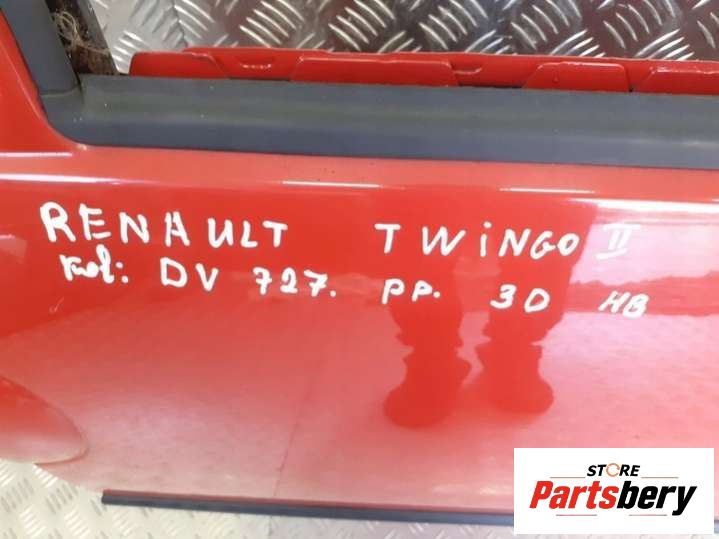 RENAULT TWiNGO II
kol: DV 727. PP. 3D HB
STORE
Partsbery